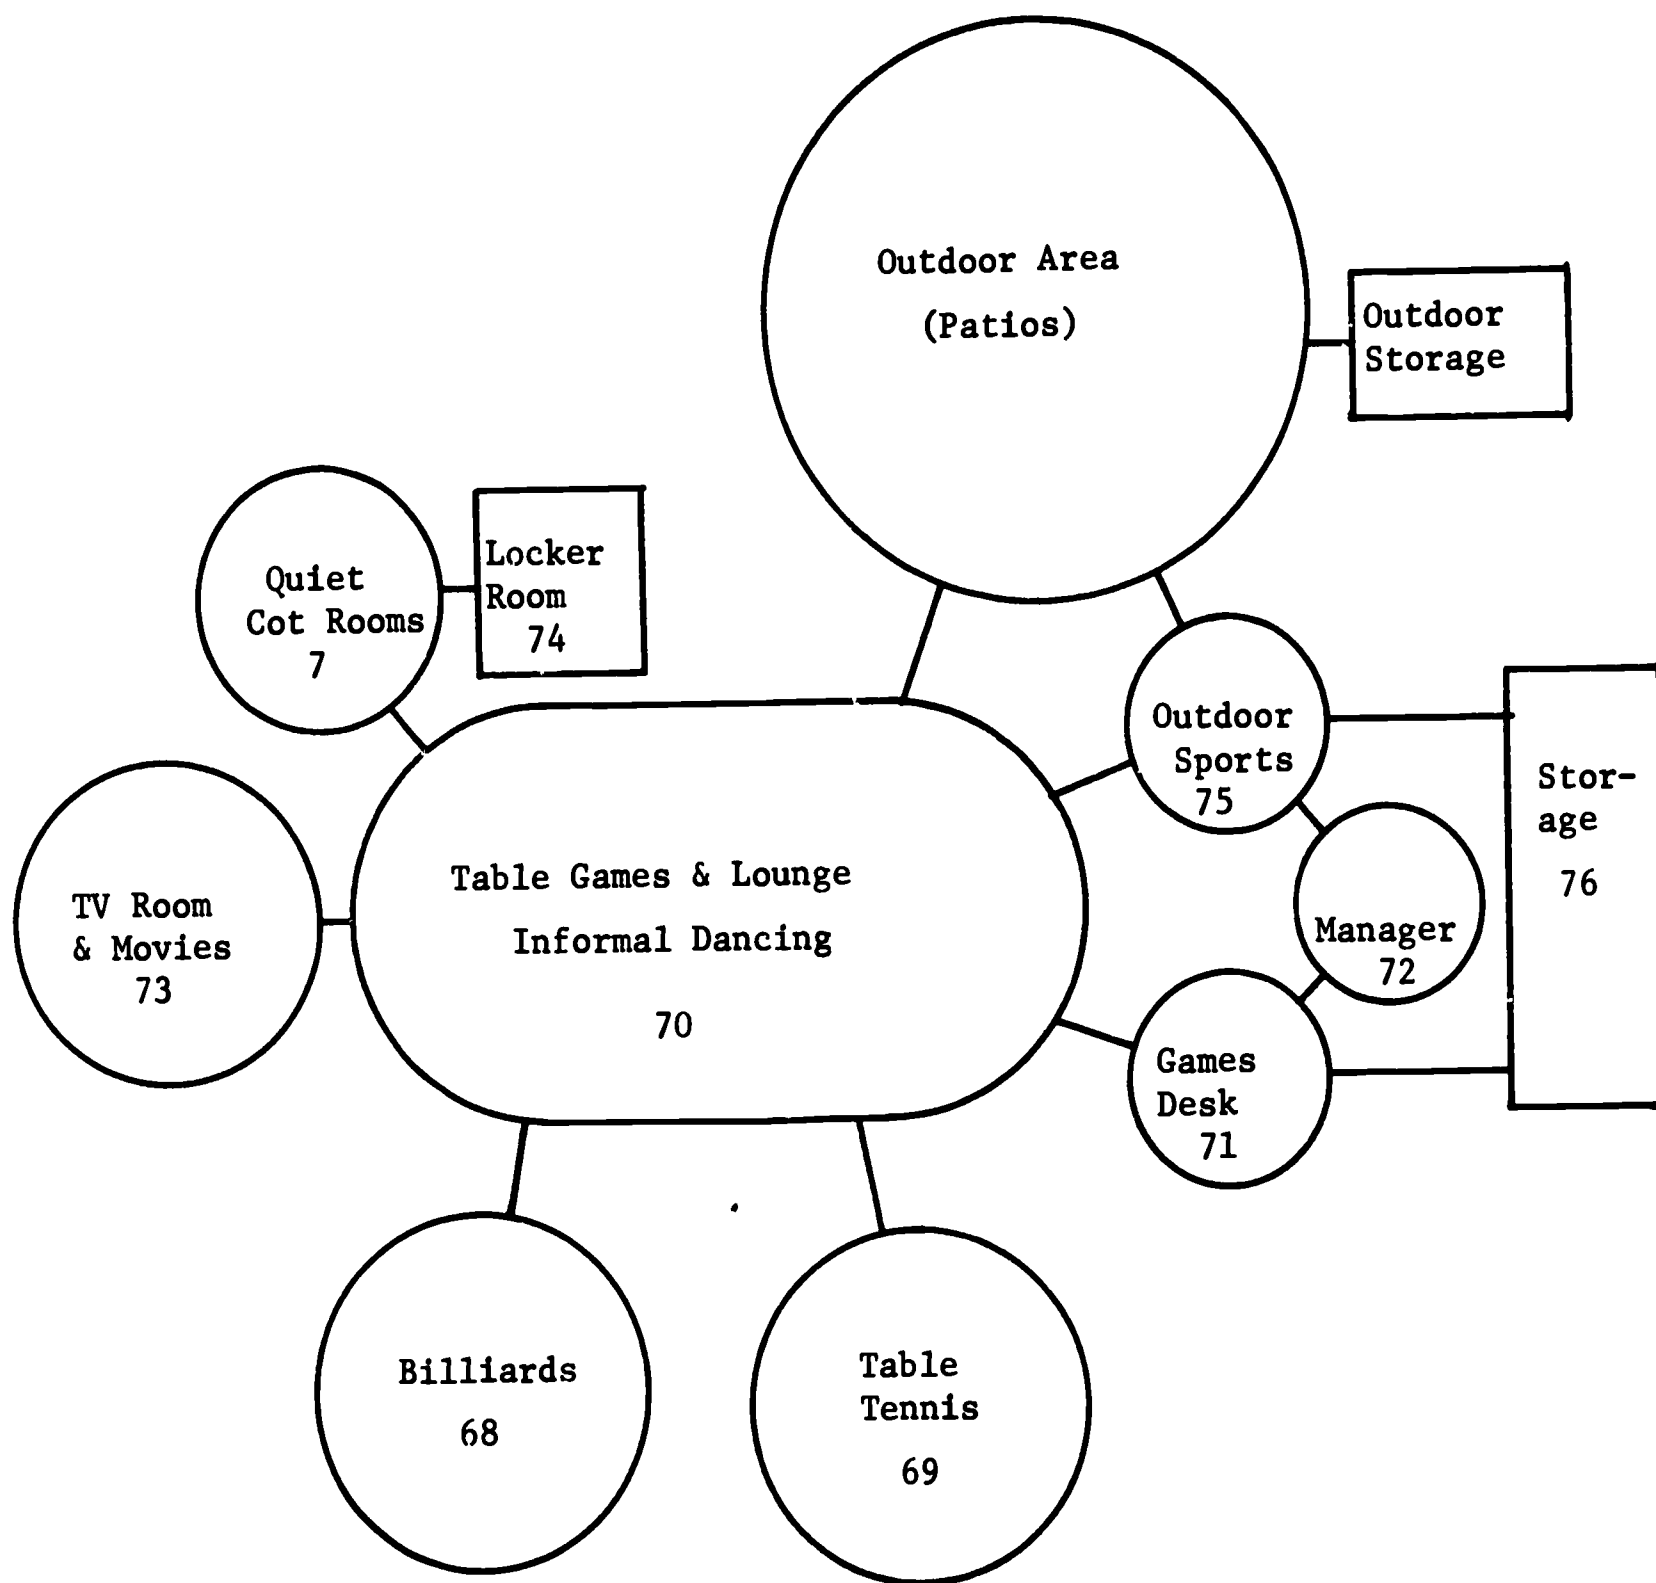 Outdoor Area
(Patios)
Outdoor
Storage
Quiet
Cot Rooms
7
Locker
Room
74
Outdoor
Sports
75
Stor-
age
76
Manager
72
TV Room
& Movies
73
Table Games & Lounge
Informal Dancing
70
Games
Desk
71
Billiards
68
Table
Tennis
69